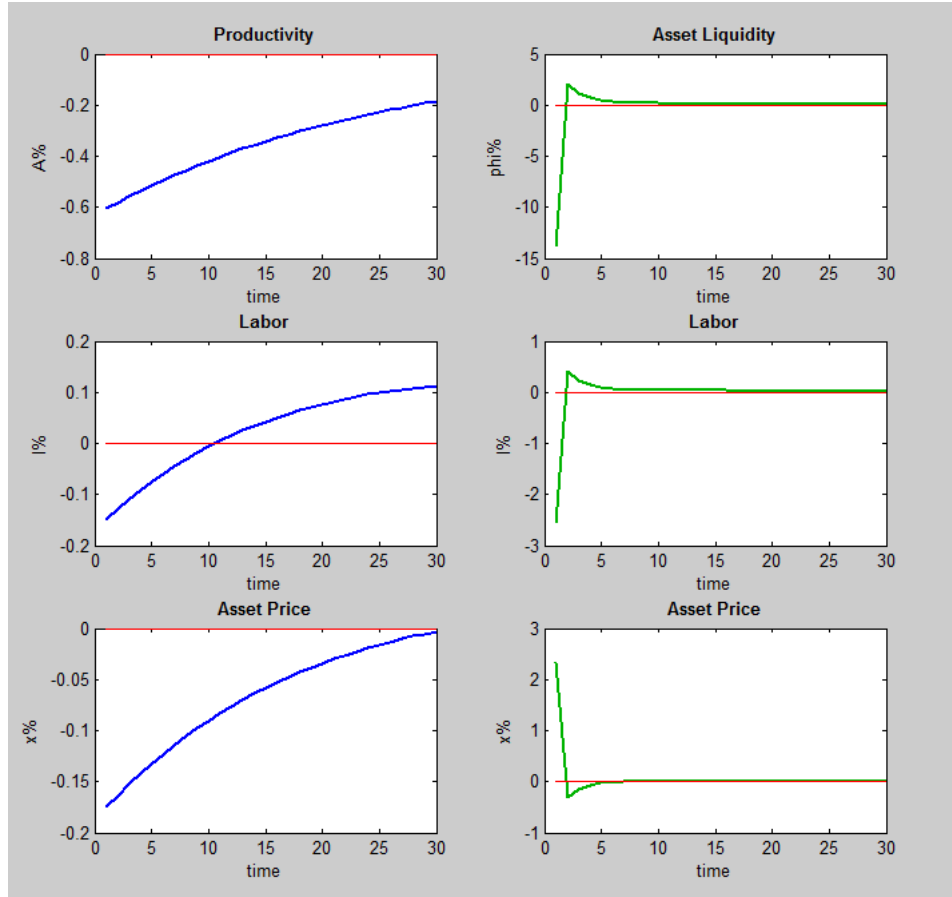 Productivity
0
-0.2
-0.4
-0.6
-0.8
A%
0 5 10 15 20 25 30
time
Asset Liquidity
5
0
-5
-10
-15
phi%
0 5 10 15 20 25 30
time
Labor
0.2
0.1
0
-0.1
-0.2
l%
0 5 10 15 20 25 30
time
Labor
1
0
-1
-2
-3
l%
0 5 10 15 20 25 30
time
Asset Price
0
-0.05
-0.1
-0.15
-0.2
x%
0 5 10 15 20 25 30
time
Asset Price
3
2
1
0
-1
x%
0 5 10 15 20 25 30
time